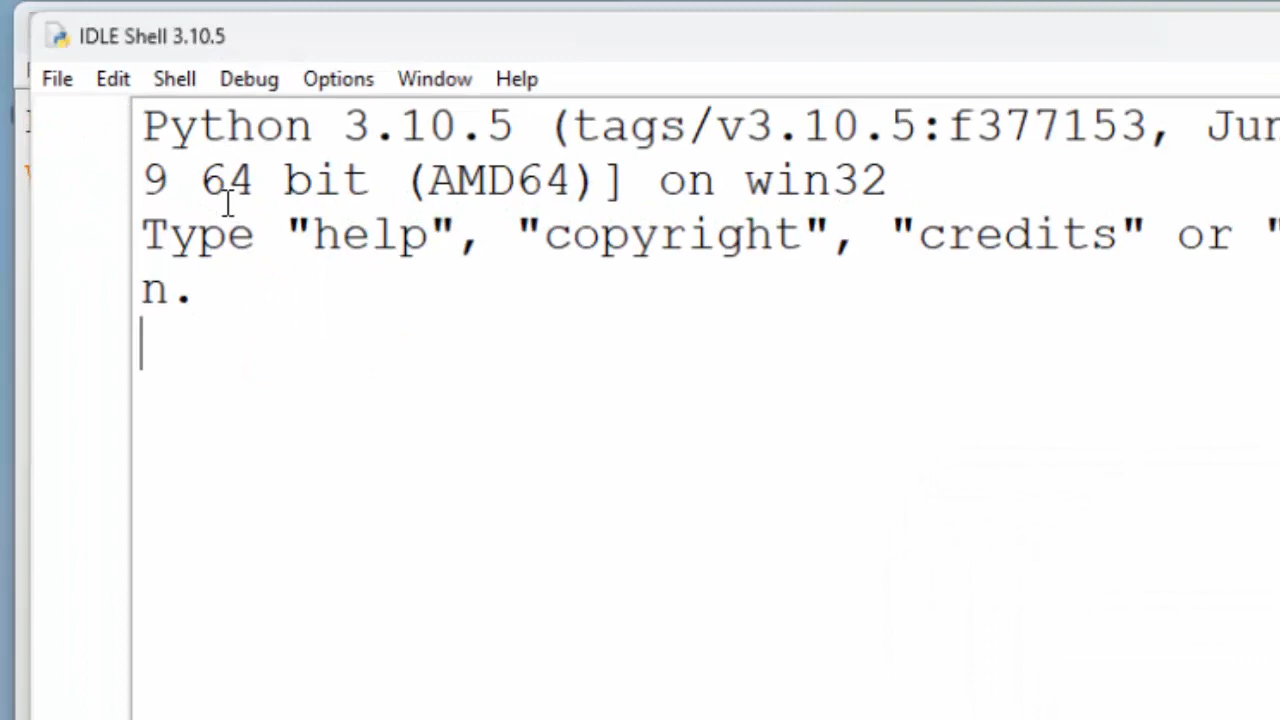 IDLE Shell 3.10.5
File Edit Shell Debug Options Window Help
Python 3.10.5 (tags/v3.10.5:f377153, Jun
9 64 bit (AMD64)] on win32
Type "help", "copyright", "credits" or "
n.